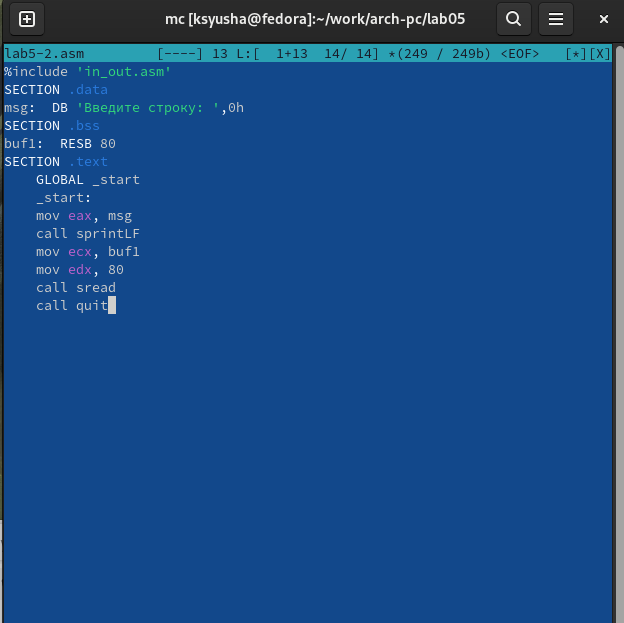 mc [ksyusha@fedora]:~/work/arch-pc/lab05
lab5-2.asm [----] 13 L:[ 1+13 14/ 14] *(249 / 249b) <EOF> [*][X]
%include 'in_out.asm'
SECTION .data
msg: DB 'Введите строку: ',0h
SECTION .bss
buf1: RESB 80
SECTION .text
GLOBAL _start
_start:
mov eax, msg
call sprintLF
mov ecx, buf1
mov edx, 80
call sread
call quit